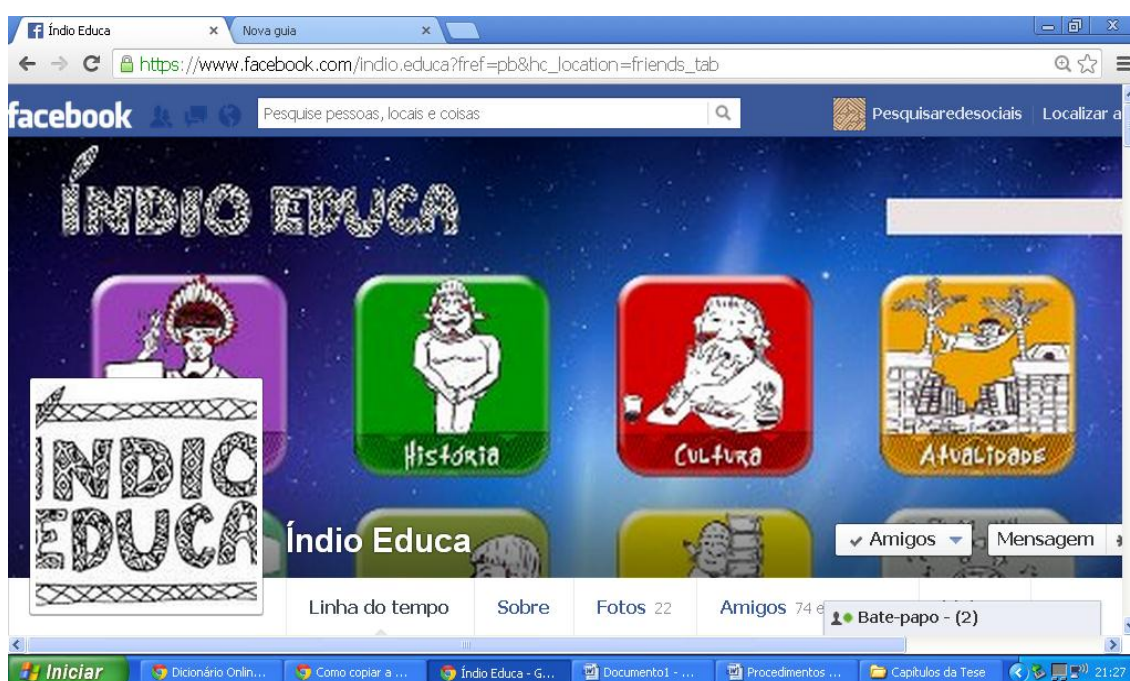 Índio Educa
Nova guia
https://www.facebook.com/indio.educa?fref=pb&hc_location=friends_tab
facebook
Pesquise pessoas, locais e coisas
Pesquisaredesociais
Localizar a
ÍNDIO EDUCA
História
Cultura
Atualidade
ÍNDIO
EDUCA
Índio Educa
Amigos
Mensagem
Linha do tempo
Sobre
Fotos 22
Amigos 74 e
Bate-papo - (2)
Iniciar
Dicionário Onlin...
Como copiar a ...
Índio Educa - G...
Documento1 - ...
Procedimentos ...
Capítulos da Tese
21:27